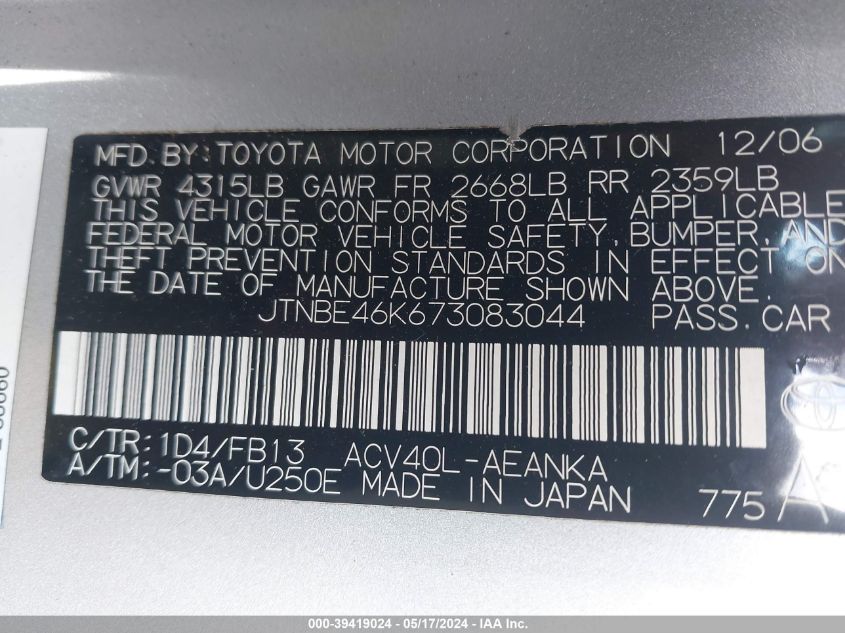 MFD. BY: TOYOTA MOTOR CORPORATION 12/06
GVWR 4315LB GAWR FR 2668LB RR 2359LB
THIS VEHICLE CONFORMS TO ALL APPLICABLE
FEDERAL MOTOR VEHICLE SAFETY, BUMPER, AND
THEFT PREVENTION STANDARDS IN EFFECT ON
THE DATE OF MANUFACTURE SHOWN ABOVE.
JTNBE46K673083044 PASS. CAR
C/TR: 1D4/FB13 ACV40L-AEANKA
A/TM: -03A/U250E MADE IN JAPAN 775
000-39419024 - 05/17/2024 - IAAI Inc.